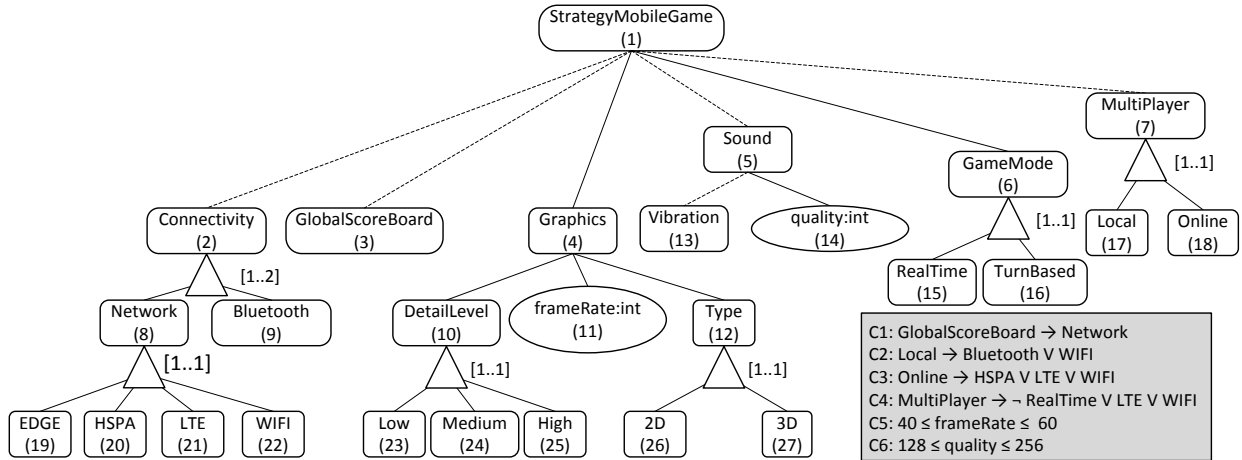 StrategyMobileGame
(1)
MultiPlayer
(7)
Sound
(5)
GameMode
(6)
[1..1]
Connectivity
(2)
GlobalScoreBoard
(3)
Graphics
(4)
Vibration
(13)
quality:int
(14)
[1..1]
Local
(17)
Online
(18)
[1..2]
RealTime
(15)
TurnBased
(16)
Network
(8)
Bluetooth
(9)
DetailLevel
(10)
frameRate:int
(11)
Type
(12)
[1..1]
[1..1]
[1..1]
EDGE
(19)
HSPA
(20)
LTE
(21)
WIFI
(22)
Low
(23)
Medium
(24)
High
(25)
2D
(26)
3D
(27)
C1: GlobalScoreBoard → Network
C2: Local → Bluetooth V WIFI
C3: Online → HSPA V LTE V WIFI
C4: MultiPlayer → ¬ RealTime V LTE V WIFI
C5: 40 ≤ frameRate ≤ 60
C6: 128 ≤ quality ≤ 256